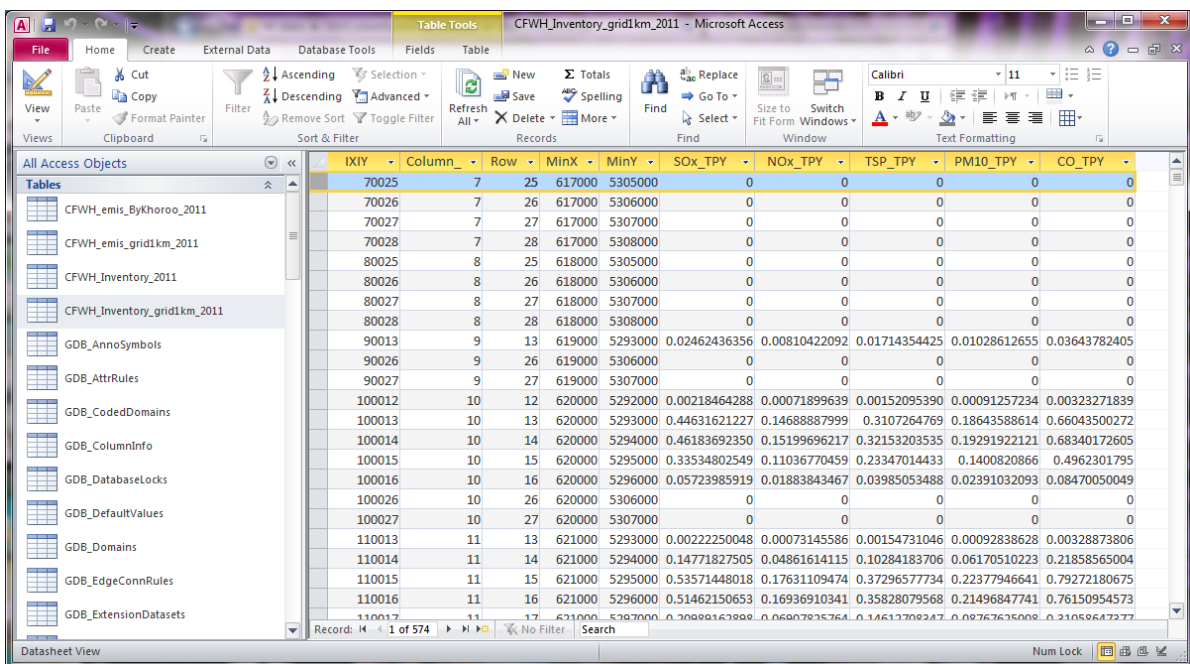 Table Tools CFWH_Inventory_grid1km_2011 - Microsoft Access
File Home Create External Data Database Tools Fields Table
View
Views
Paste
Cut
Copy
Format Painter
Clipboard
Filter
Ascending
Descending
Remove Sort
Selection
Advanced
Toggle Filter
Sort & Filter
Refresh
All
New
Save
Delete
Totals
Spelling
More
Records
Find
Replace
Go To
Select
Find
Size to
Fit Form
Switch
Windows
Window
Calibri 11
B I U
Text Formatting
All Access Objects
Tables
CFWH_emis_ByKhoroo_2011
CFWH_emis_grid1km_2011
CFWH_Inventory_2011
CFWH_Inventory_grid1km_2011
GDB_AnnoSymbols
GDB_AttrRules
GDB_CodedDomains
GDB_ColumnInfo
GDB_DatabaseLocks
GDB_DefaultValues
GDB_Domains
GDB_EdgeConnRules
GDB_ExtensionDatasets
IXIY Column_ Row MinX MinY SOx_TPY NOx_TPY TSP_TPY PM10_TPY CO_TPY
70025 7 25 617000 5305000 0 0 0 0 0
70026 7 26 617000 5306000 0 0 0 0 0
70027 7 27 617000 5307000 0 0 0 0 0
70028 7 28 617000 5308000 0 0 0 0 0
80025 8 25 618000 5305000 0 0 0 0 0
80026 8 26 618000 5306000 0 0 0 0 0
80027 8 27 618000 5307000 0 0 0 0 0
80028 8 28 618000 5308000 0 0 0 0 0
90013 9 13 619000 5293000 0.02462436356 0.00810422092 0.01714354425 0.01028612655 0.03643782405
90026 9 26 619000 5306000 0 0 0 0 0
90027 9 27 619000 5307000 0 0 0 0 0
100012 10 12 620000 5292000 0.00218464288 0.00071899639 0.00152095390 0.00091257234 0.00323271839
100013 10 13 620000 5293000 0.44631621227 0.14688887999 0.3107264769 0.18643588614 0.66043500272
100014 10 14 620000 5294000 0.46183692350 0.15199696217 0.32153203535 0.19291922121 0.68340172605
100015 10 15 620000 5295000 0.33534802549 0.11036770459 0.23347014433 0.1400820866 0.4962301795
100016 10 16 620000 5296000 0.05723985919 0.01883843467 0.03985053488 0.02391032093 0.08470050049
100026 10 26 620000 5306000 0 0 0 0 0
100027 10 27 620000 5307000 0 0 0 0 0
110013 11 13 621000 5293000 0.00222250048 0.00073145586 0.00154731046 0.00092838628 0.00328873806
110014 11 14 621000 5294000 0.14771827505 0.04861614115 0.10284183706 0.06170510223 0.21858565004
110015 11 15 621000 5295000 0.53571448018 0.17631109474 0.37296577734 0.22377946641 0.79272180675
110016 11 16 621000 5296000 0.51462150653 0.16936910341 0.35828079568 0.21496847741 0.76150954573
110017 11 17 621000 5297000 0.20989162898 0.06907825764 0.14612708347 0.08767625008 0.31058647377
Record: 1 of 574 No Filter Search
Datasheet View Num Lock